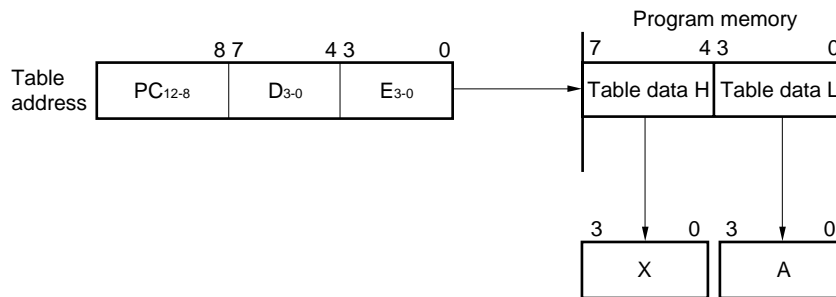 Program memory
8 7 4 3 0 7 4 3 0
Table address PC12-8 D3-0 E3-0 Table data H Table data L
3 0 3 0
X A